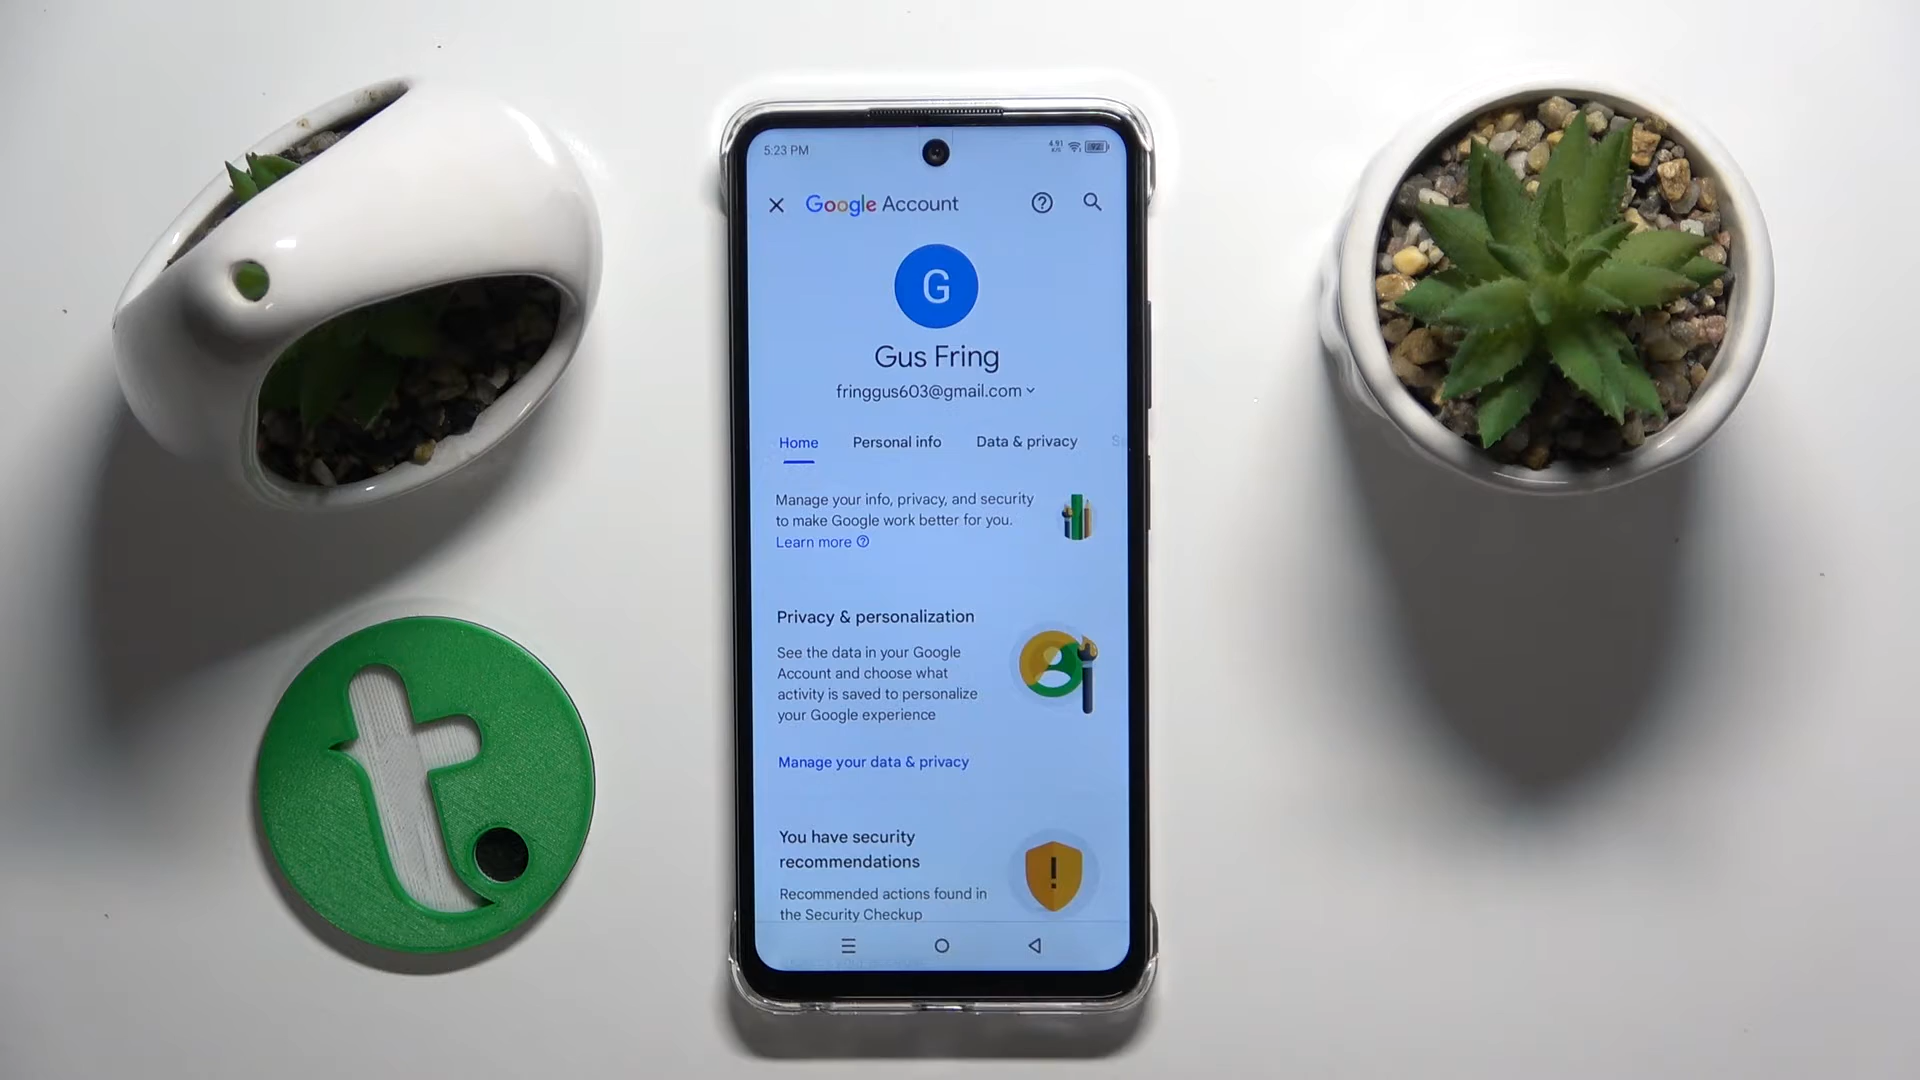 5:23 PM
4.91
92
Google Account
G
Gus Fring
fringgus603@gmail.com
Home Personal info Data & privacy
Manage your info, privacy, and security
to make Google work better for you.
Learn more
Privacy & personalization
See the data in your Google
Account and choose what
activity is saved to personalize
your Google experience
Manage your data & privacy
You have security
recommendations
Recommended actions found in
the Security Checkup
t